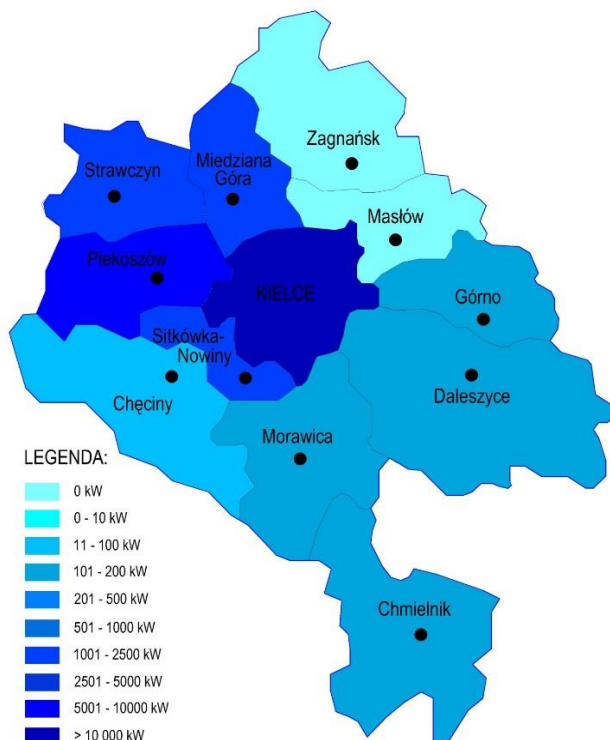 Zagnańsk
Miedziana
Góra
Strawczyn
Masłów
Piekoszów
KIELCE
Górno
Sitkówka-
Nowiny
Chęciny
Daleszyce
Morawica
Chmielnik
LEGENDA:
0 kW
0 - 10 kW
11 - 100 kW
101 - 200 kW
201 - 500 kW
501 - 1000 kW
1001 - 2500 kW
2501 - 5000 kW
5001 - 10000 kW
> 10 000 kW